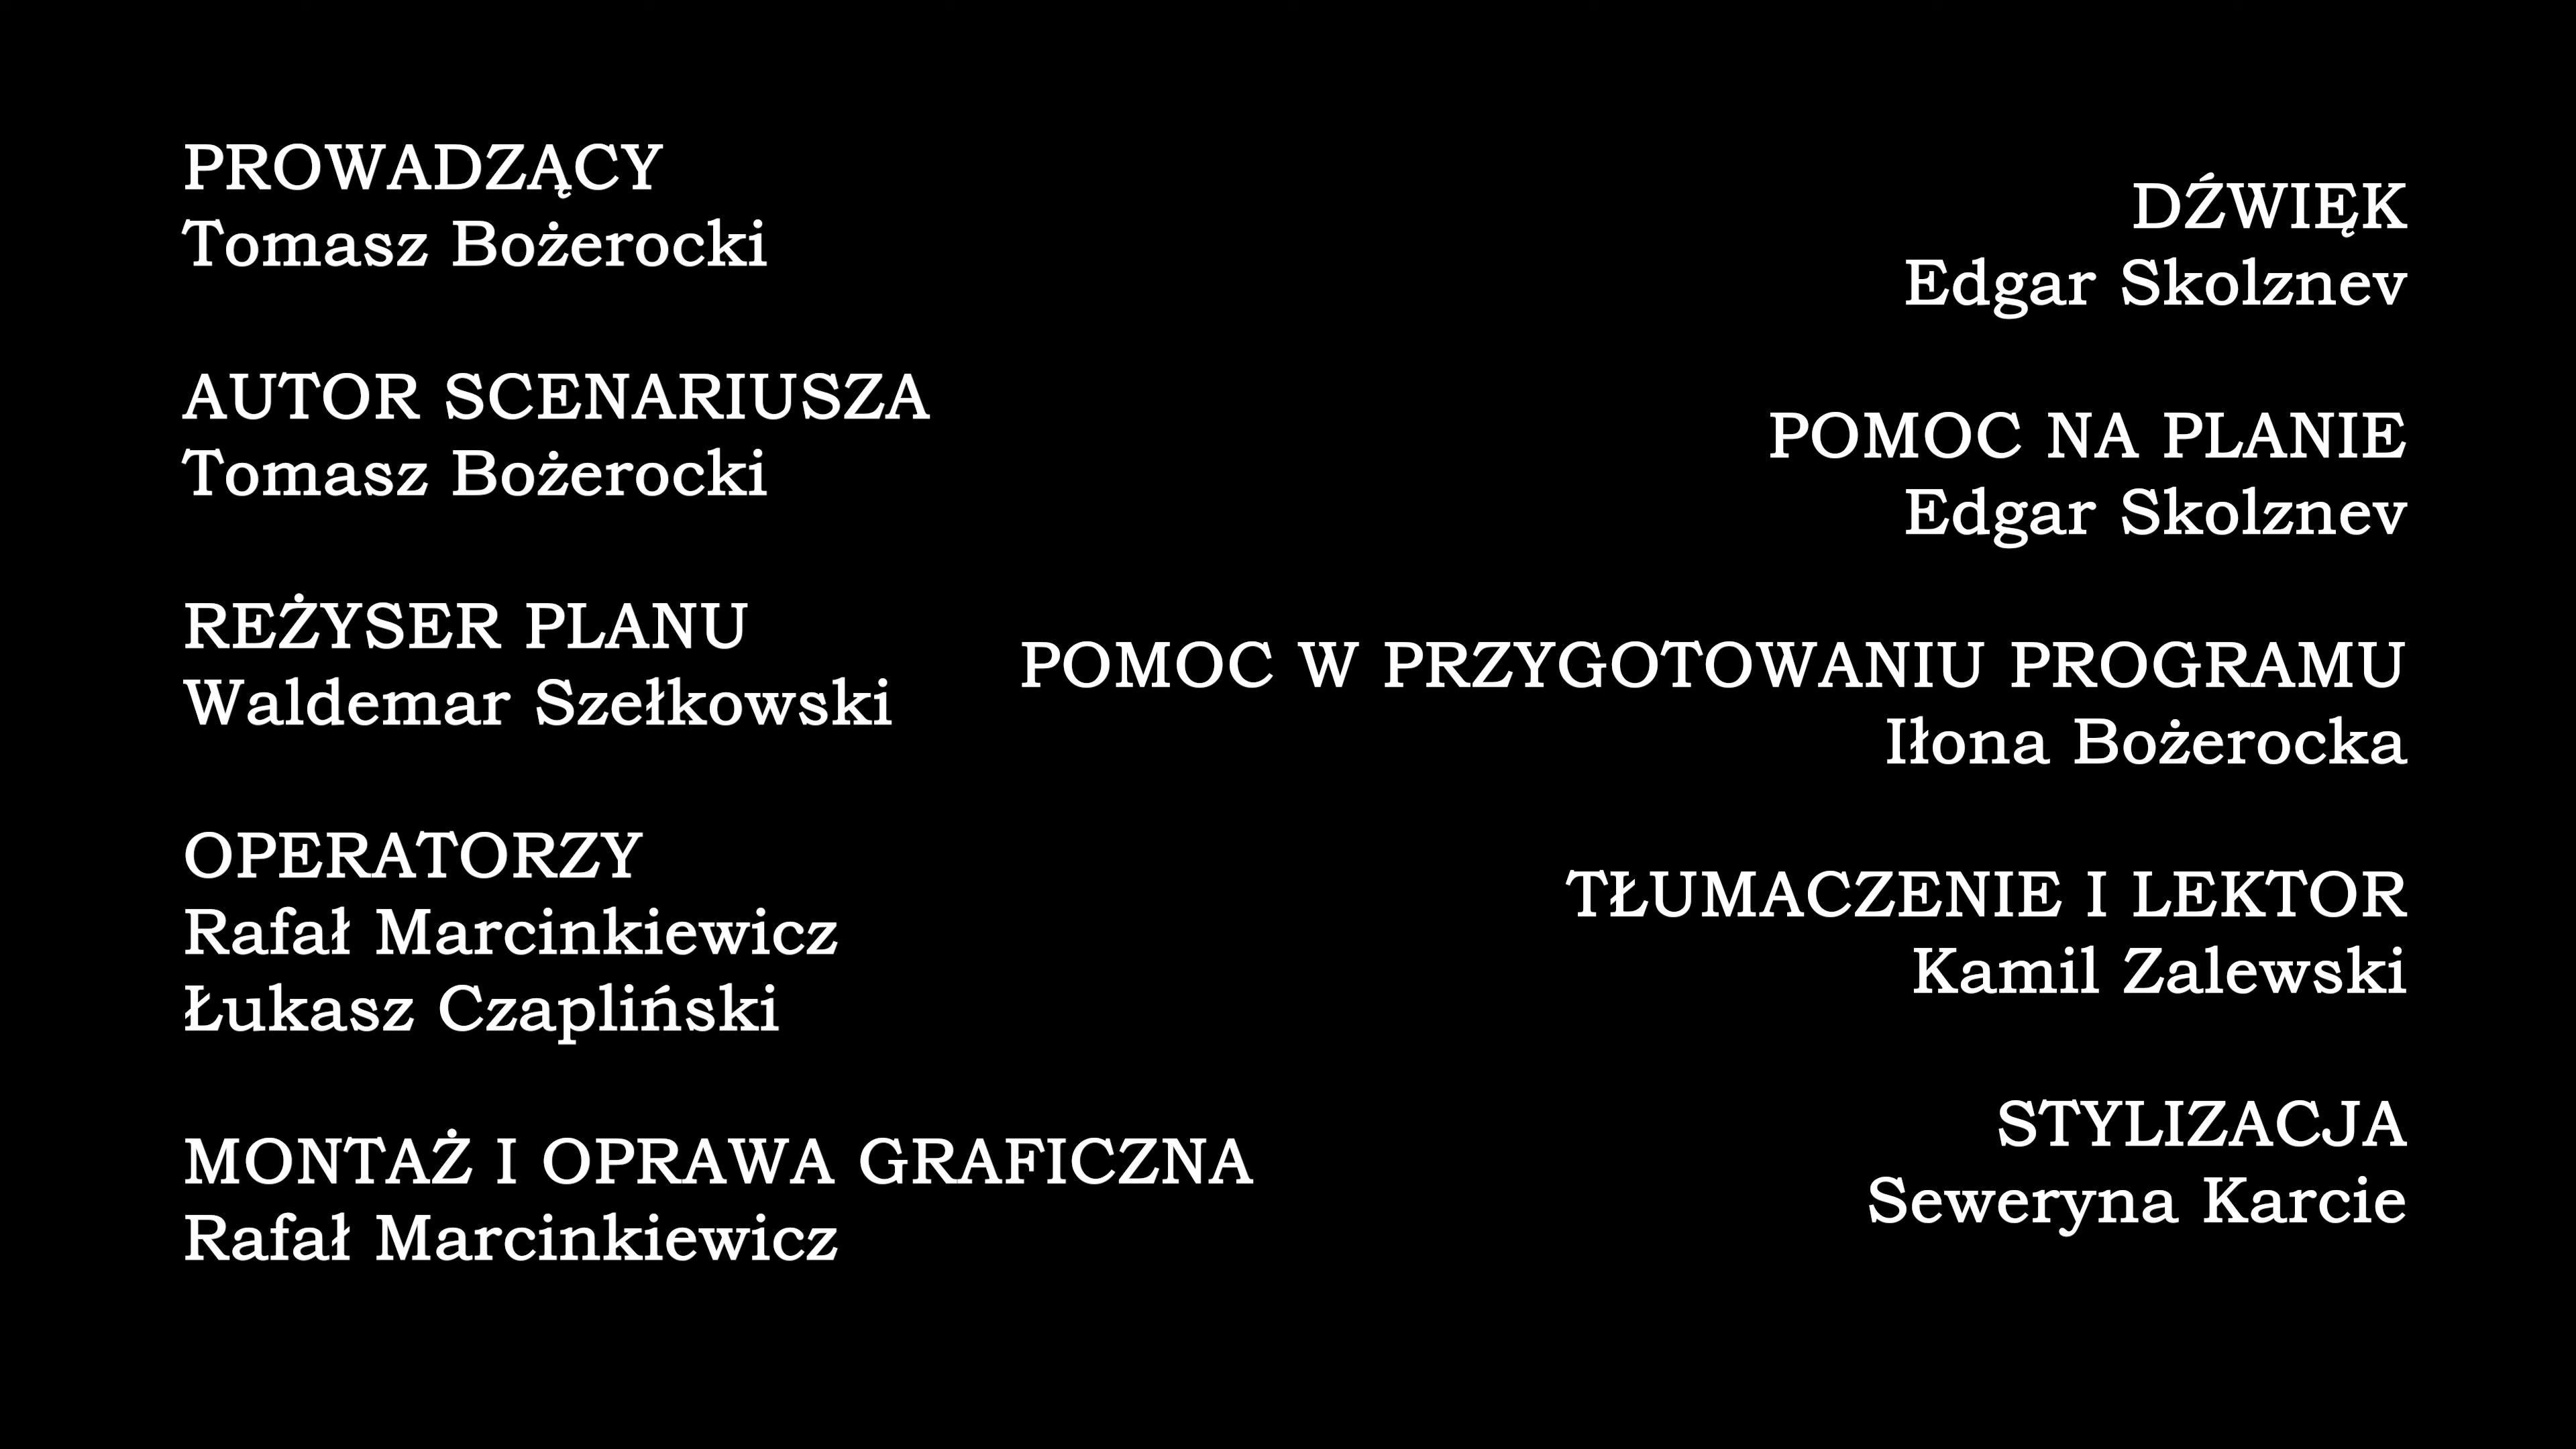 PROWADZĄCY
Tomasz Bożerocki
AUTOR SCENARIUSZA
Tomasz Bożerocki
REŻYSER PLANU
Waldemar Szełkowski
OPERATORZY
Rafał Marcinkiewicz
Łukasz Czapliński
MONTAŻ I OPRAWA GRAFICZNA
Rafał Marcinkiewicz
DŹWIĘK
Edgar Skolznev
POMOC NA PLANIE
Edgar Skolznev
POMOC W PRZYGOTOWANIU PROGRAMU
Iłona Bożerocka
TŁUMACZENIE I LEKTOR
Kamil Zalewski
STYLIZACJA
Seweryna Karcie